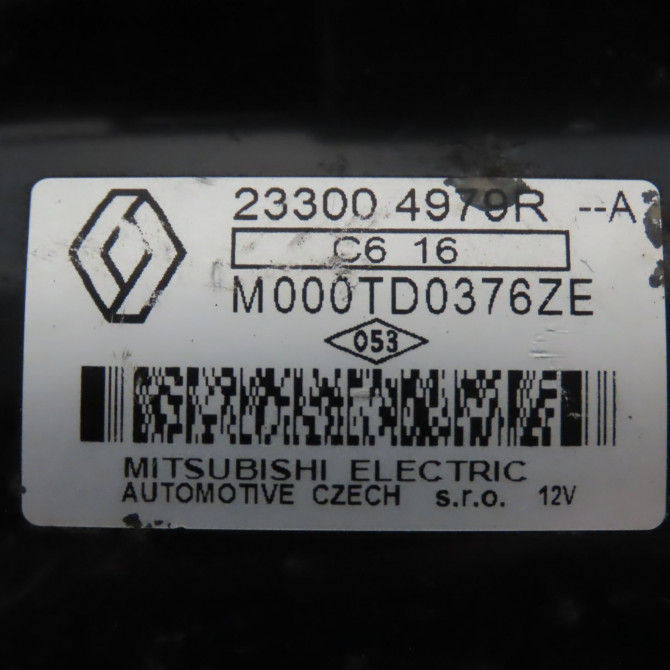 23300 4979R --A
C6 16
M000TD0376ZE
053
MITSUBISHI ELECTRIC
AUTOMOTIVE CZECH s.r.o. 12V